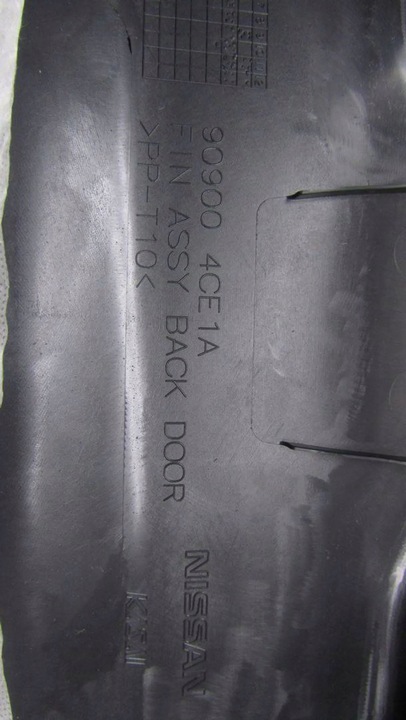 90900 4CE1A
FIN ASSY BACK DOOR
>PP-T10<
NISSAN